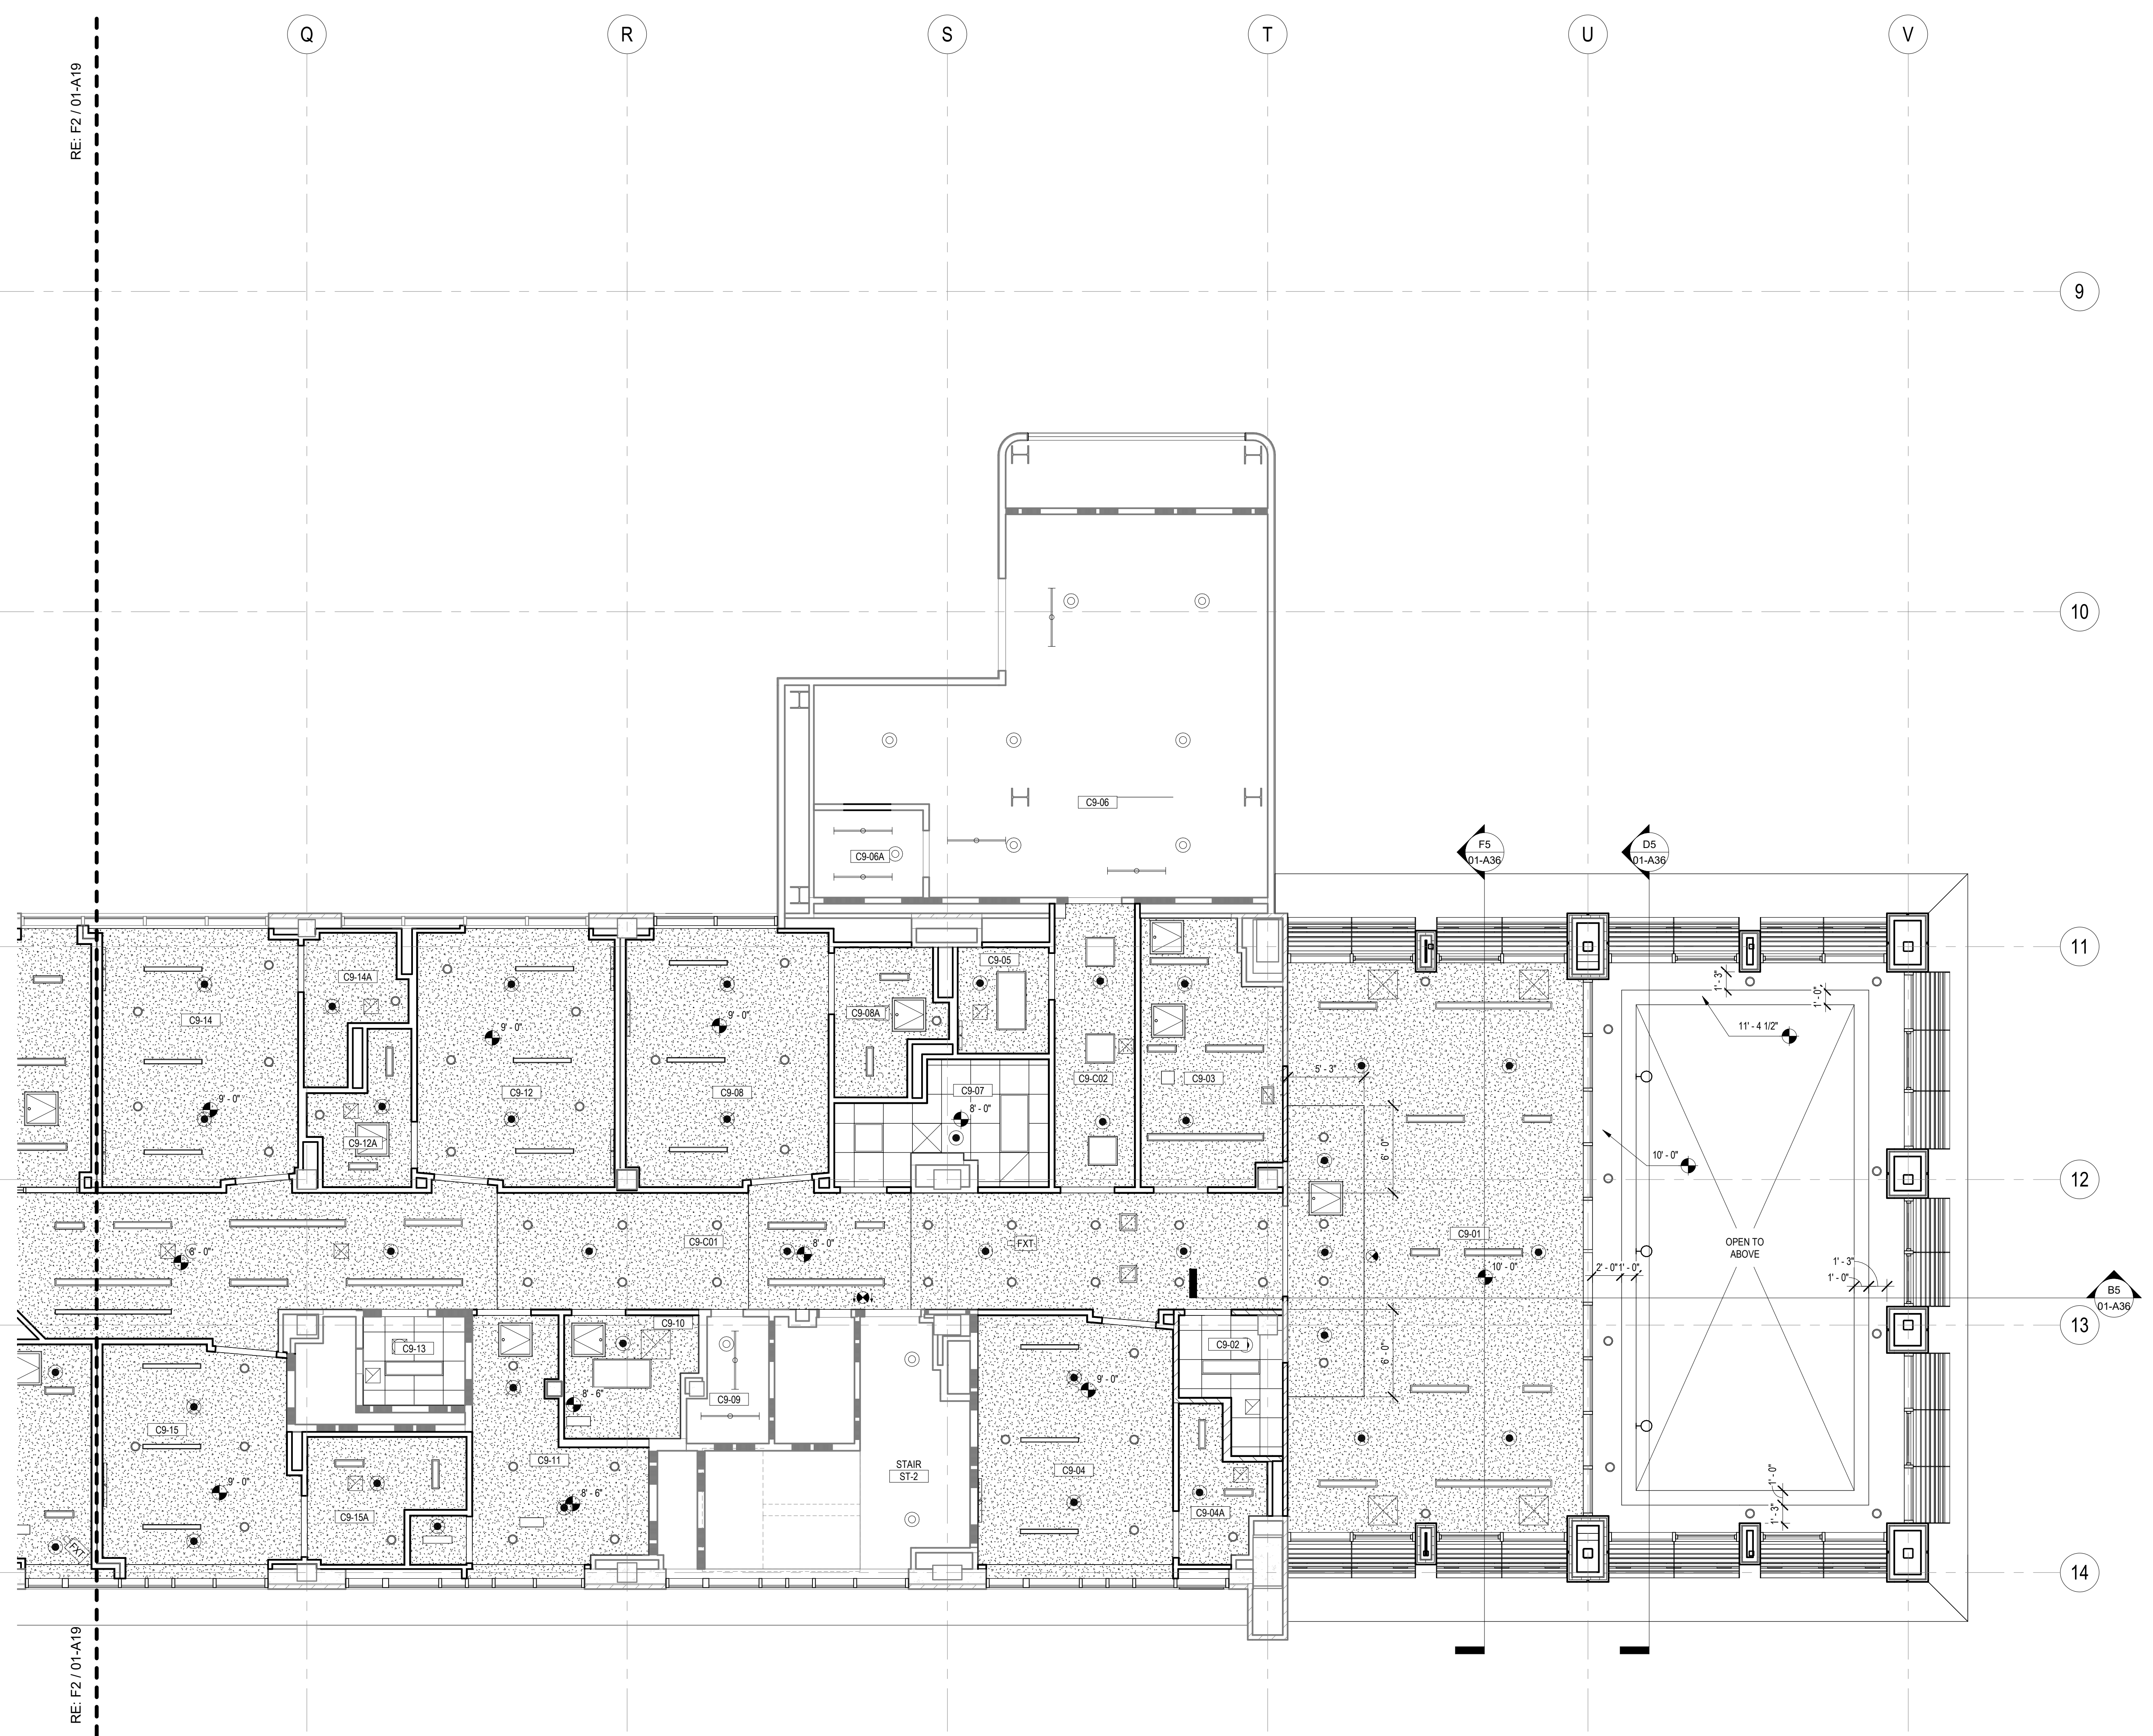 Q
R
S
T
U
V
RE: F2 / 01-A19
9
10
C9-06
C9-06A
F5
01-A36
D5
01-A36
11
C9-14A
C9-05
1' - 3"
1' - 0"
C9-14
9' - 0"
9' - 0"
C9-08A
11' - 4 1/2"
C9-12
C9-08
C9-07
C9-C02
C9-03
5' - 3"
9' - 0"
8' - 0"
C9-12A
6' - 0"
10' - 0"
12
C9-C01
FXT
C9-01
OPEN TO
ABOVE
8' - 0"
8' - 0"
10' - 0"
2' - 0"
1' - 0"
1' - 3"
1' - 0"
B5
01-A36
C9-10
13
C9-13
C9-02
6' - 0"
8' - 6"
C9-09
9' - 0"
C9-15
C9-11
STAIR
ST-2
C9-04
9' - 0"
8' - 6"
1' - 0"
1' - 3"
C9-15A
C9-04A
FXT
14
RE: F2 / 01-A19